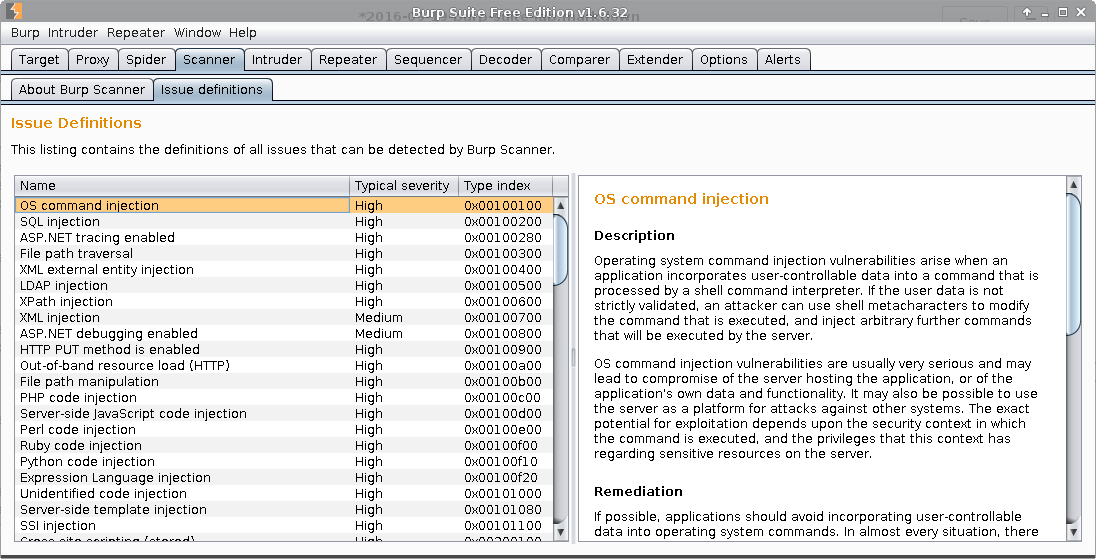 Burp Suite Free Edition v1.6.32
Burp Intruder Repeater Window Help
Target Proxy Spider Scanner Intruder Repeater Sequencer Decoder Comparer Extender Options Alerts
About Burp Scanner Issue definitions
Issue Definitions
This listing contains the definitions of all issues that can be detected by Burp Scanner.
Name Typical severity Type index
OS command injection High 0x00100100
SQL injection High 0x00100200
ASP.NET tracing enabled High 0x00100280
File path traversal High 0x00100300
XML external entity injection High 0x00100400
LDAP injection High 0x00100500
XPath injection High 0x00100600
XML injection Medium 0x00100700
ASP.NET debugging enabled Medium 0x00100800
HTTP PUT method is enabled High 0x00100900
Out-of-band resource load (HTTP) High 0x00100a00
File path manipulation High 0x00100b00
PHP code injection High 0x00100c00
Server-side JavaScript code injection High 0x00100d00
Perl code injection High 0x00100e00
Ruby code injection High 0x00100f00
Python code injection High 0x00100f10
Expression Language injection High 0x00100f20
Unidentified code injection High 0x00101000
Server-side template injection High 0x00101080
SSI injection High 0x00101100
Cross-site scripting (stored) High 0x00200100
OS command injection
Description
Operating system command injection vulnerabilities arise when an
application incorporates user-controllable data into a command that is
processed by a shell command interpreter. If the user data is not
strictly validated, an attacker can use shell metacharacters to modify
the command that is executed, and inject arbitrary further commands
that will be executed by the server.
OS command injection vulnerabilities are usually very serious and may
lead to compromise of the server hosting the application, or of the
application's own data and functionality. It may also be possible to use
the server as a platform for attacks against other systems. The exact
potential for exploitation depends upon the security context in which
the command is executed, and the privileges that this context has
regarding sensitive resources on the server.
Remediation
If possible, applications should avoid incorporating user-controllable
data into operating system commands. In almost every situation, there